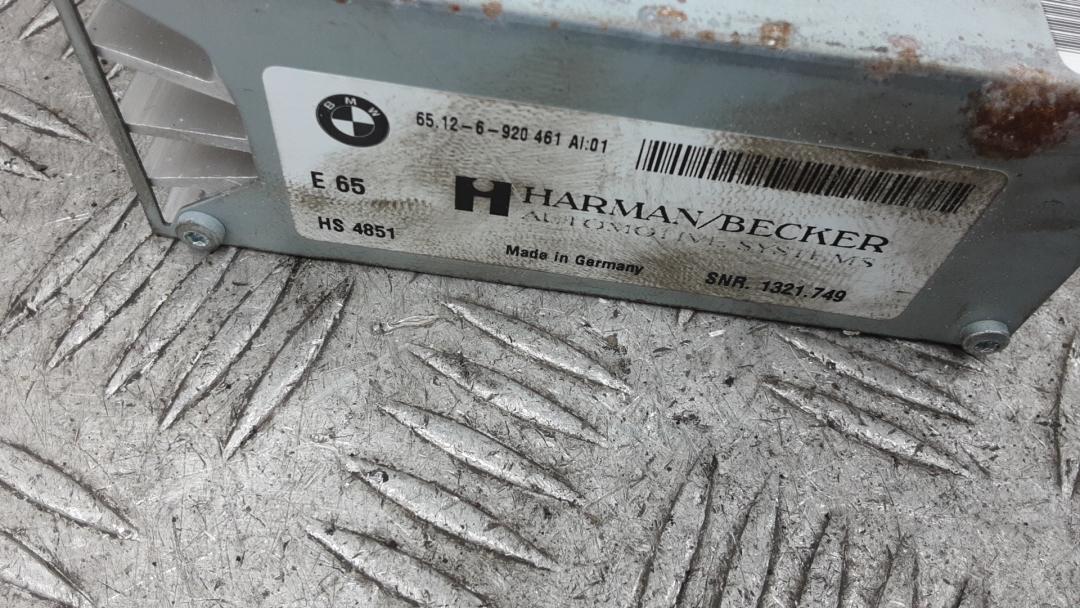 BMW
65.12-6-920 461 AI:01
E 65
HS 4851
HARMAN/BECKER
AUTOMOTIVE SYSTEMS
Made in Germany
SNR. 1321.749